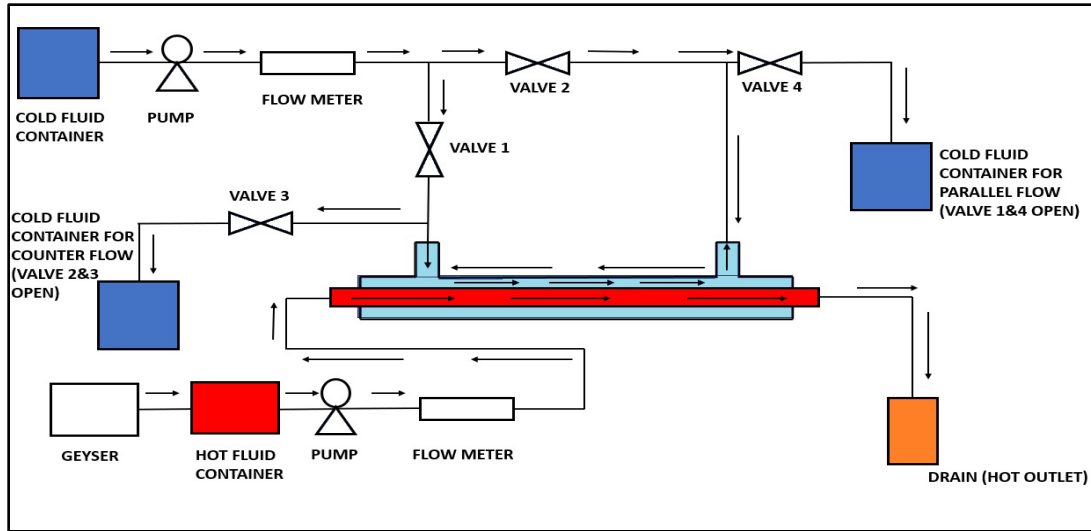 COLD FLUID
CONTAINER
PUMP
FLOW METER
VALVE 2
VALVE 4
VALVE 1
COLD FLUID
CONTAINER FOR
PARALLEL FLOW
(VALVE 1&4 OPEN)
VALVE 3
COLD FLUID
CONTAINER FOR
COUNTER FLOW
(VALVE 2&3
OPEN)
GEYSER
HOT FLUID
CONTAINER
PUMP
FLOW METER
DRAIN (HOT OUTLET)